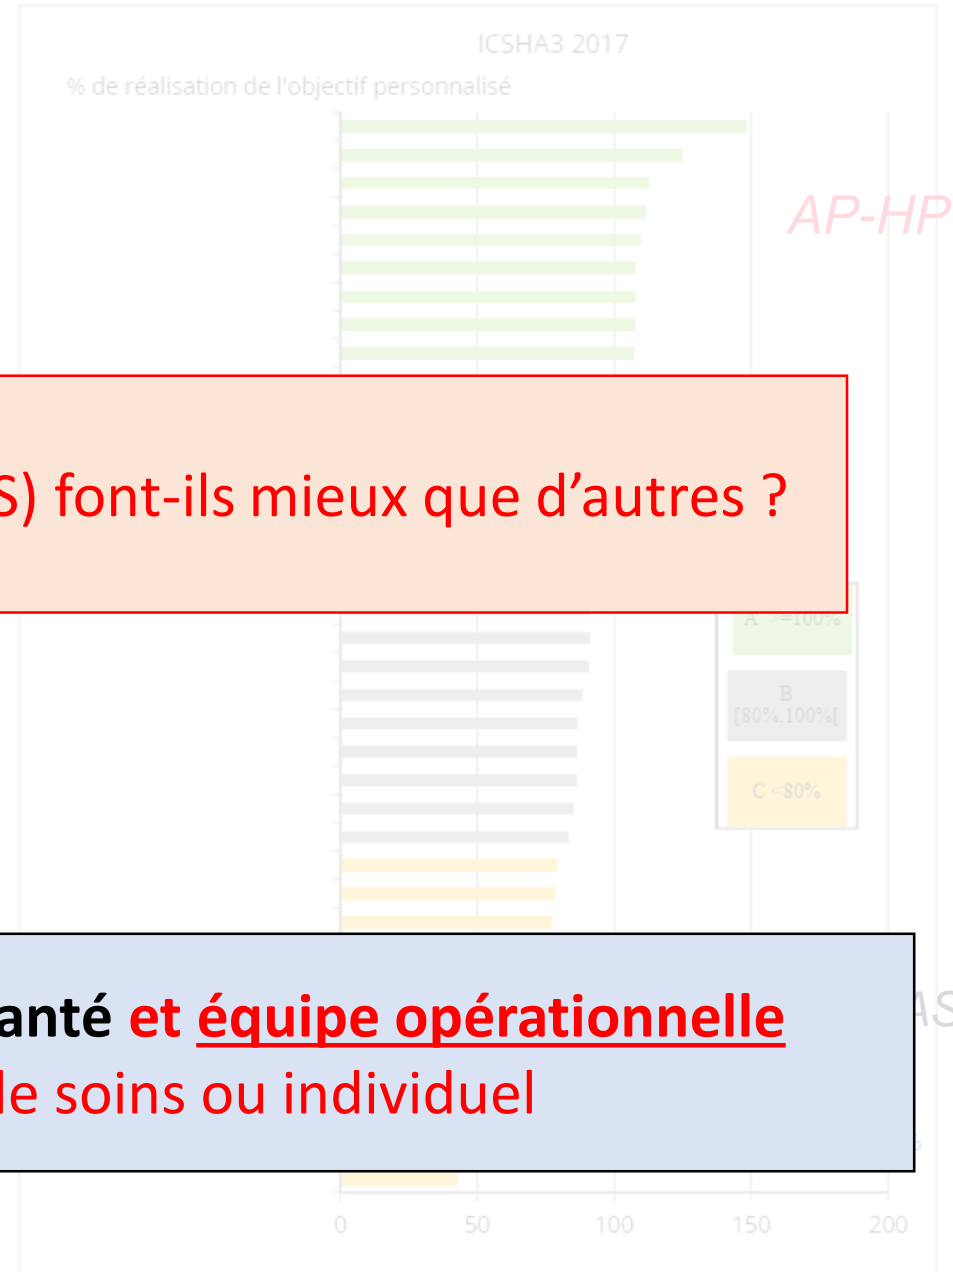 ICSHA3 2017
% de réalisation de l'objectif personnalisé
AP-HP
S) font-ils mieux que d'autres ?
A >=100%
B
[80%,100%[
C <80%
anté et équipe opérationnelle
AS
le soins ou individuel
%
0 50 100 150 200